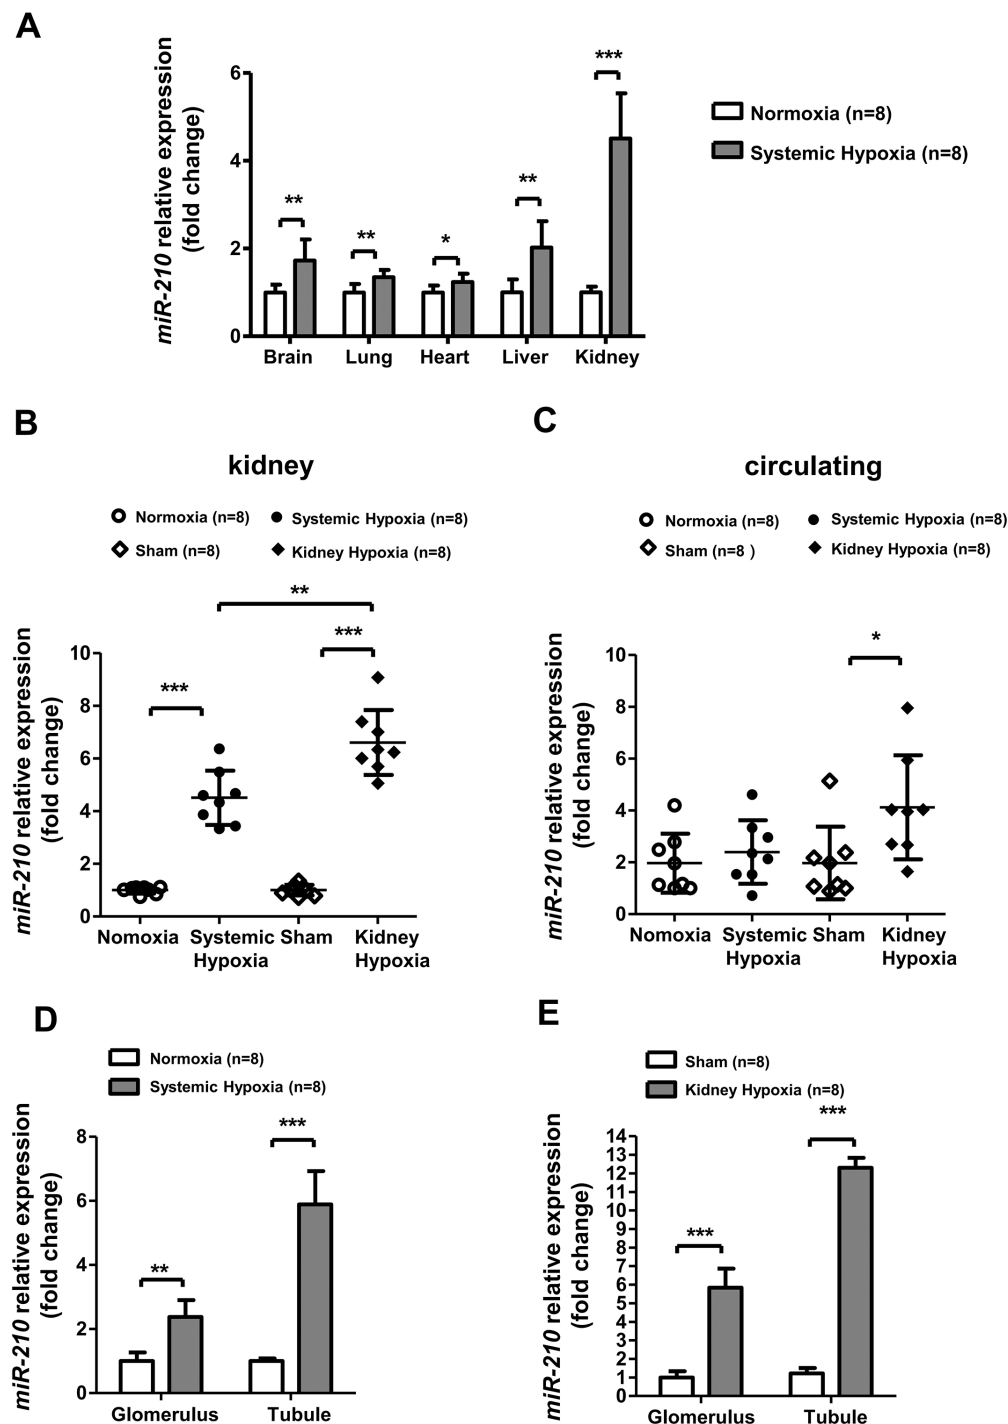 A
miR-210 relative expression
(fold change)
6
4
2
0
**
**
*
**
***
Brain Lung Heart Liver Kidney
Normoxia (n=8)
Systemic Hypoxia (n=8)
B
kidney
Normoxia (n=8) Systemic Hypoxia (n=8)
Sham (n=8) Kidney Hypoxia (n=8)
miR-210 relative expression
(fold change)
10
8
6
4
2
0
***
**
***
Nomoxia Systemic Sham Kidney
Hypoxia Hypoxia
C
circulating
Normoxia (n=8) Systemic Hypoxia (n=8)
Sham (n=8 ) Kidney Hypoxia (n=8)
miR-210 relative expression
(fold change)
10
8
6
4
2
0
*
Nomoxia Systemic Sham Kidney
Hypoxia Hypoxia
D
Normoxia (n=8)
Systemic Hypoxia (n=8)
miR-210 relative expression
(fold change)
8
6
4
2
0
**
***
Glomerulus Tubule
E
Sham (n=8)
Kidney Hypoxia (n=8)
miR-210 relative expression
(fold change)
14
13
12
11
10
9
8
7
6
5
4
3
2
1
0
***
***
Glomerulus Tubule